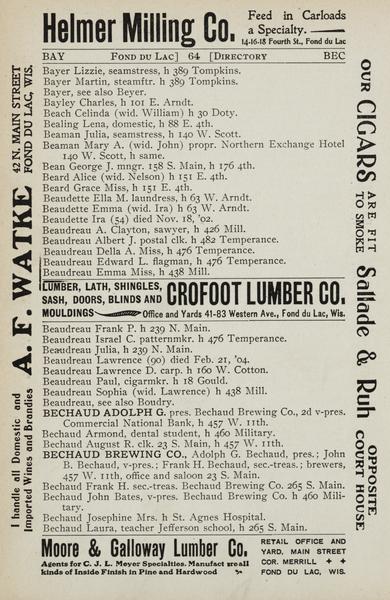 Helmer Milling Co.
Feed in Carloads
a Specialty.
14-16-18 Fourth St., Fond du Lac
BAY FOND DU LAC] 64 [DIRECTORY BEC
Bayer Lizzie, seamstress, h 389 Tompkins.
Bayer Martin, steamftr. h 389 Tompkins.
Bayer, see also Beyer.
Bayley Charles, h 101 E. Arndt.
Beach Celinda (wid. William) h 30 Doty.
Bealing Lena, domestic, h 88 E. 4th.
Beaman Julia, seamstress, h 140 W. Scott.
Beaman Mary A. (wid. John) propr. Northern Exchange Hotel
140 W. Scott, h same.
Bean George J. mngr. 158 S. Main, h 176 4th.
Beard Alice (wid. Nelson) h 151 E. 4th.
Beard Grace Miss, h 151 E. 4th.
Beaudette Ella M. laundress, h 63 W. Arndt.
Beaudette Emma (wid. Ira) h 63 W. Arndt.
Beaudette Ira (54) died Nov. 18, '02.
Beaudreau A. Clayton, sawyer, h 426 Mill.
Beaudreau Albert J. postal clk. h 482 Temperance.
Beaudreau Della A. Miss, h 476 Temperance.
Beaudreau Edward L. flagman, h 476 Temperance.
Beaudreau Emma Miss, h 438 Mill.
LUMBER, LATH, SHINGLES,
SASH, DOORS, BLINDS AND
MOULDINGS
CROFOOT LUMBER CO.
Office and Yards 41-83 Western Ave., Fond du Lac, Wis.
Beaudreau Frank P. h 239 N. Main.
Beaudreau Israel C. patternmkr. h 476 Temperance.
Beaudreau Julia, h 239 N. Main.
Beaudreau Lawrence (90) died Feb. 21, '04.
Beaudreau Lawrence D. carp. h 160 W. Cotton.
Beaudreau Paul, cigarmkr. h 18 Gould.
Beaudreau Sophia (wid. Lawrence) h 438 Mill.
Beaudreau, see also Boudry.
BECHAUD ADOLPH G. pres. Bechaud Brewing Co., 2d v-pres.
Commercial National Bank, h 457 W. 11th.
Bechaud Armond, dental student, h 460 Military.
Bechaud August R. clk. 23 S. Main, h 457 W. 11th.
BECHAUD BREWING CO., Adolph G. Bechaud, pres.; John
B. Bechaud, v-pres.; Frank H. Bechaud, sec.-treas.; brewers,
457 W. 11th, office and saloon 23 S. Main.
Bechaud Frank H. sec.-treas. Bechaud Brewing Co. 265 S. Main.
Bechaud John Bates, v-pres. Bechaud Brewing Co. h 460 Mili-
tary.
Bechaud Josephine Mrs. h St. Agnes Hospital.
Bechaud Laura, teacher Jefferson school, h 265 S. Main.
Moore & Galloway Lumber Co.
Agents for C. J. L. Meyer Specialties. Manufact ure all
kinds of Inside Finish in Pine and Hardwood
RETAIL OFFICE AND
YARD, MAIN STREET
COR. MERRILL
FOND DU LAC, WIS.
A. F. WATKE
42 N. MAIN STREET
FOND DU LAC, WIS.
I handle all Domestic and
Imported Wines and Brandies
OUR CIGARS ARE FIT
TO SMOKE
Sallade & Ruh
OPPOSITE
COURT HOUSE